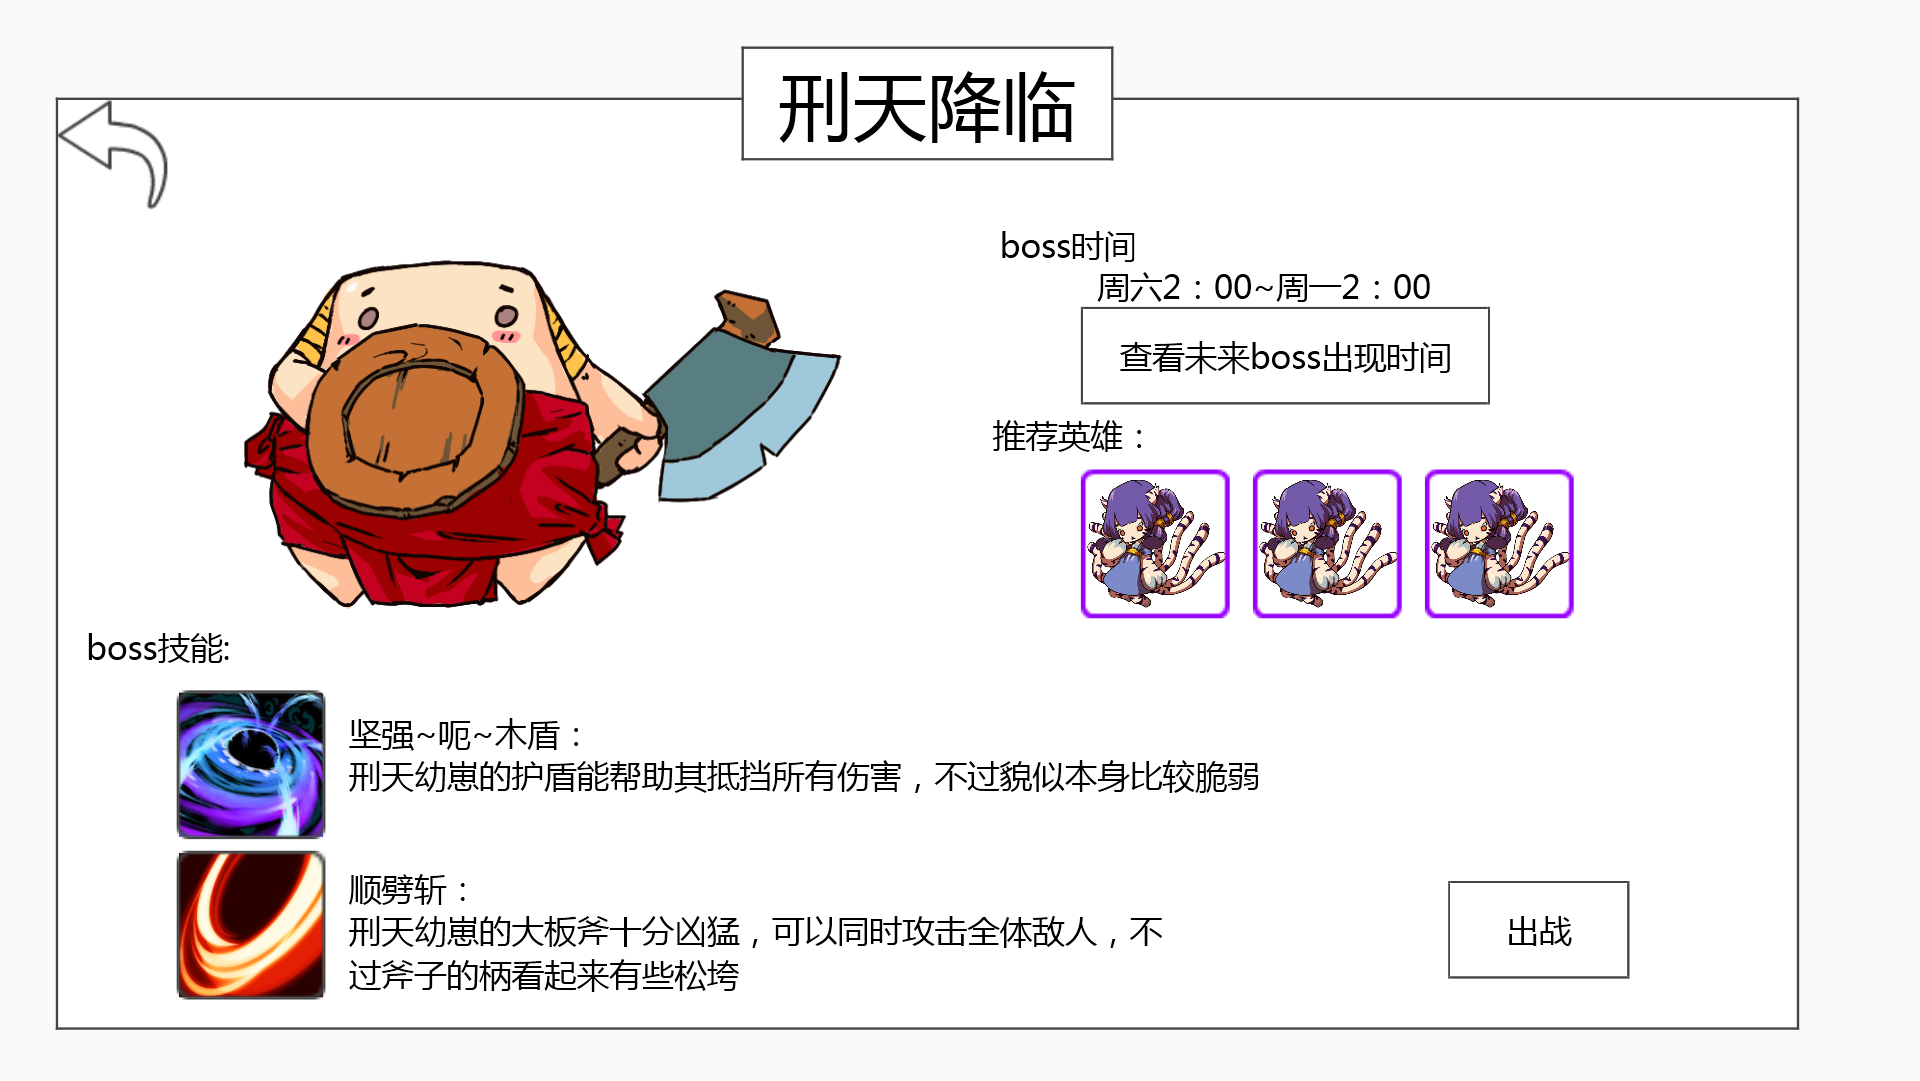 刑天降临
boss时间
周六2：00~周一2：00
查看未来boss出现时间
推荐英雄：
boss技能:
坚强~呃~木盾：
刑天幼崽的护盾能帮助其抵挡所有伤害，不过貌似本身比较脆弱
顺劈斩：
刑天幼崽的大板斧十分凶猛，可以同时攻击全体敌人，不
过斧子的柄看起来有些松垮
出战